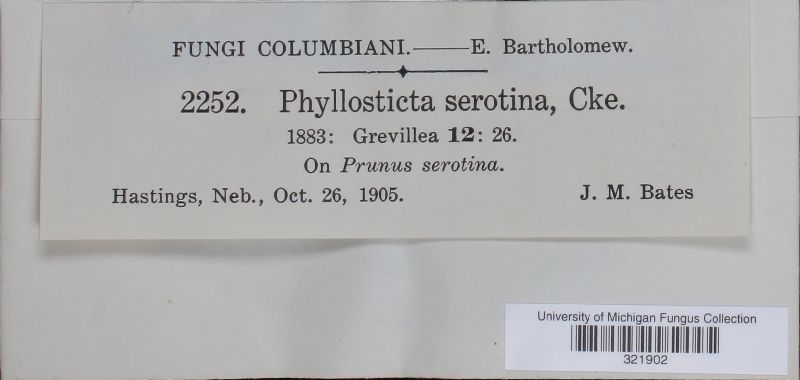 FUNGI COLUMBIANI.——E. Bartholomew.
2252. Phyllosticta serotina, Cke.
1883: Grevillea 12: 26.
On Prunus serotina.
Hastings, Neb., Oct. 26, 1905. J. M. Bates
University of Michigan Fungus Collection
321902